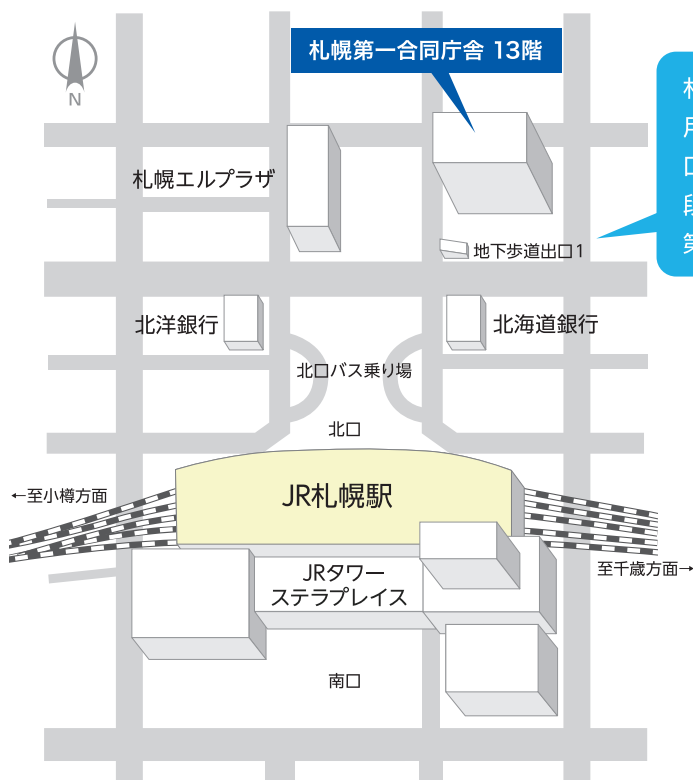 札幌第一合同庁舎 13階
N
札幌エルプラザ
地下歩道出口1
北洋銀行
北海道銀行
北口バス乗り場
北口
JR札幌駅
←至小樽方面
至千歳方面→
JRタワー
ステラプレイス
南口